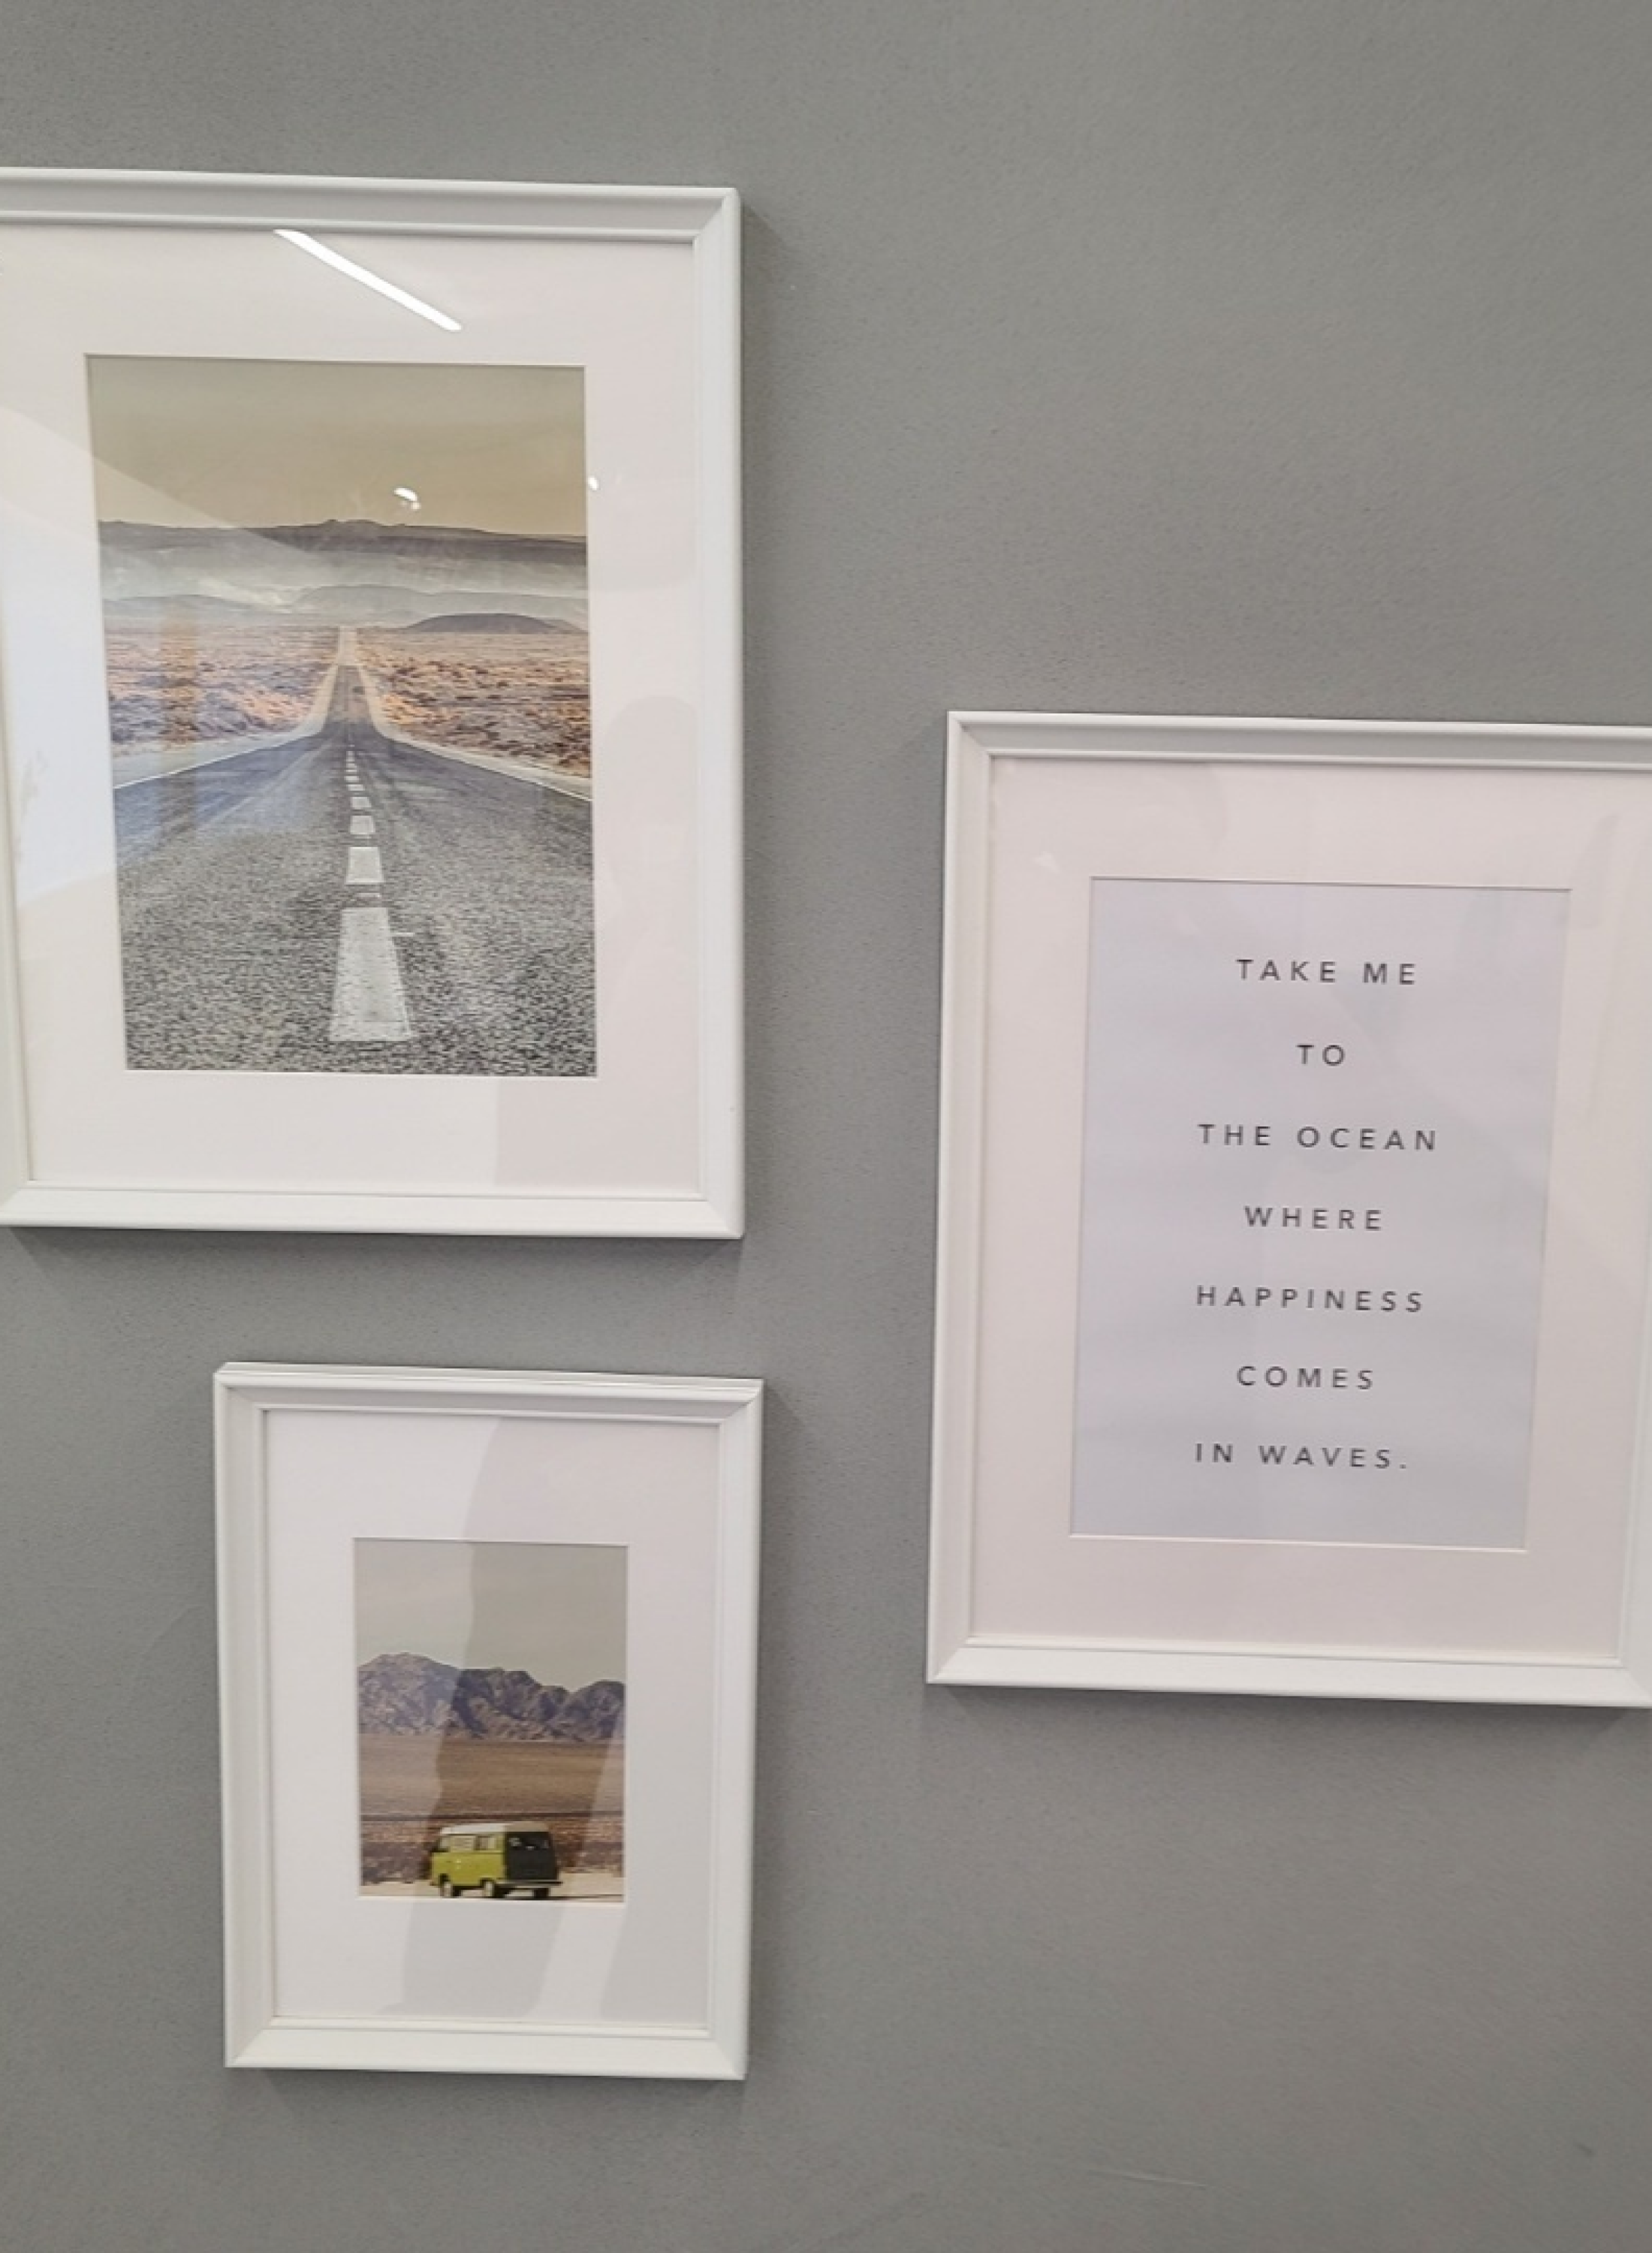 TAKE ME
TO
THE OCEAN
WHERE
HAPPINESS
COMES
IN WAVES.